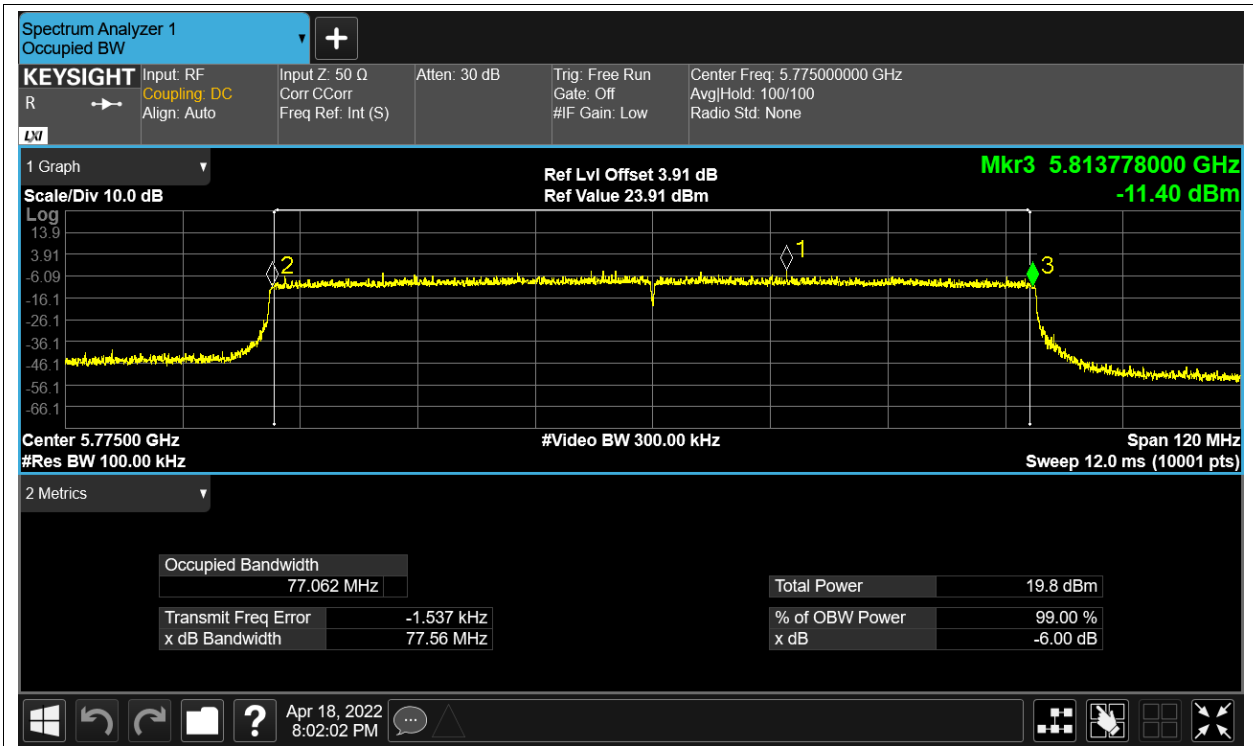 Spectrum Analyzer 1
Occupied BW
KEYSIGHT
R
LXI
Input: RF
Coupling: DC
Align: Auto
Input Z: 50 Ω
Corr CCorr
Freq Ref: Int (S)
Atten: 30 dB
Trig: Free Run
Gate: Off
#IF Gain: Low
Center Freq: 5.775000000 GHz
Avg|Hold: 100/100
Radio Std: None
1 Graph
Scale/Div 10.0 dB
Ref Lvl Offset 3.91 dB
Ref Value 23.91 dBm
Mkr3 5.813778000 GHz
-11.40 dBm
Log
13.9
3.91
-6.09
-16.1
-26.1
-36.1
-46.1
-56.1
-66.1
2
1
3
Center 5.77500 GHz
#Res BW 100.00 kHz
#Video BW 300.00 kHz
Span 120 MHz
Sweep 12.0 ms (10001 pts)
2 Metrics
Occupied Bandwidth
77.062 MHz
Transmit Freq Error -1.537 kHz
x dB Bandwidth 77.56 MHz
Total Power 19.8 dBm
% of OBW Power 99.00 %
x dB -6.00 dB
?
Apr 18, 2022
8:02:02 PM